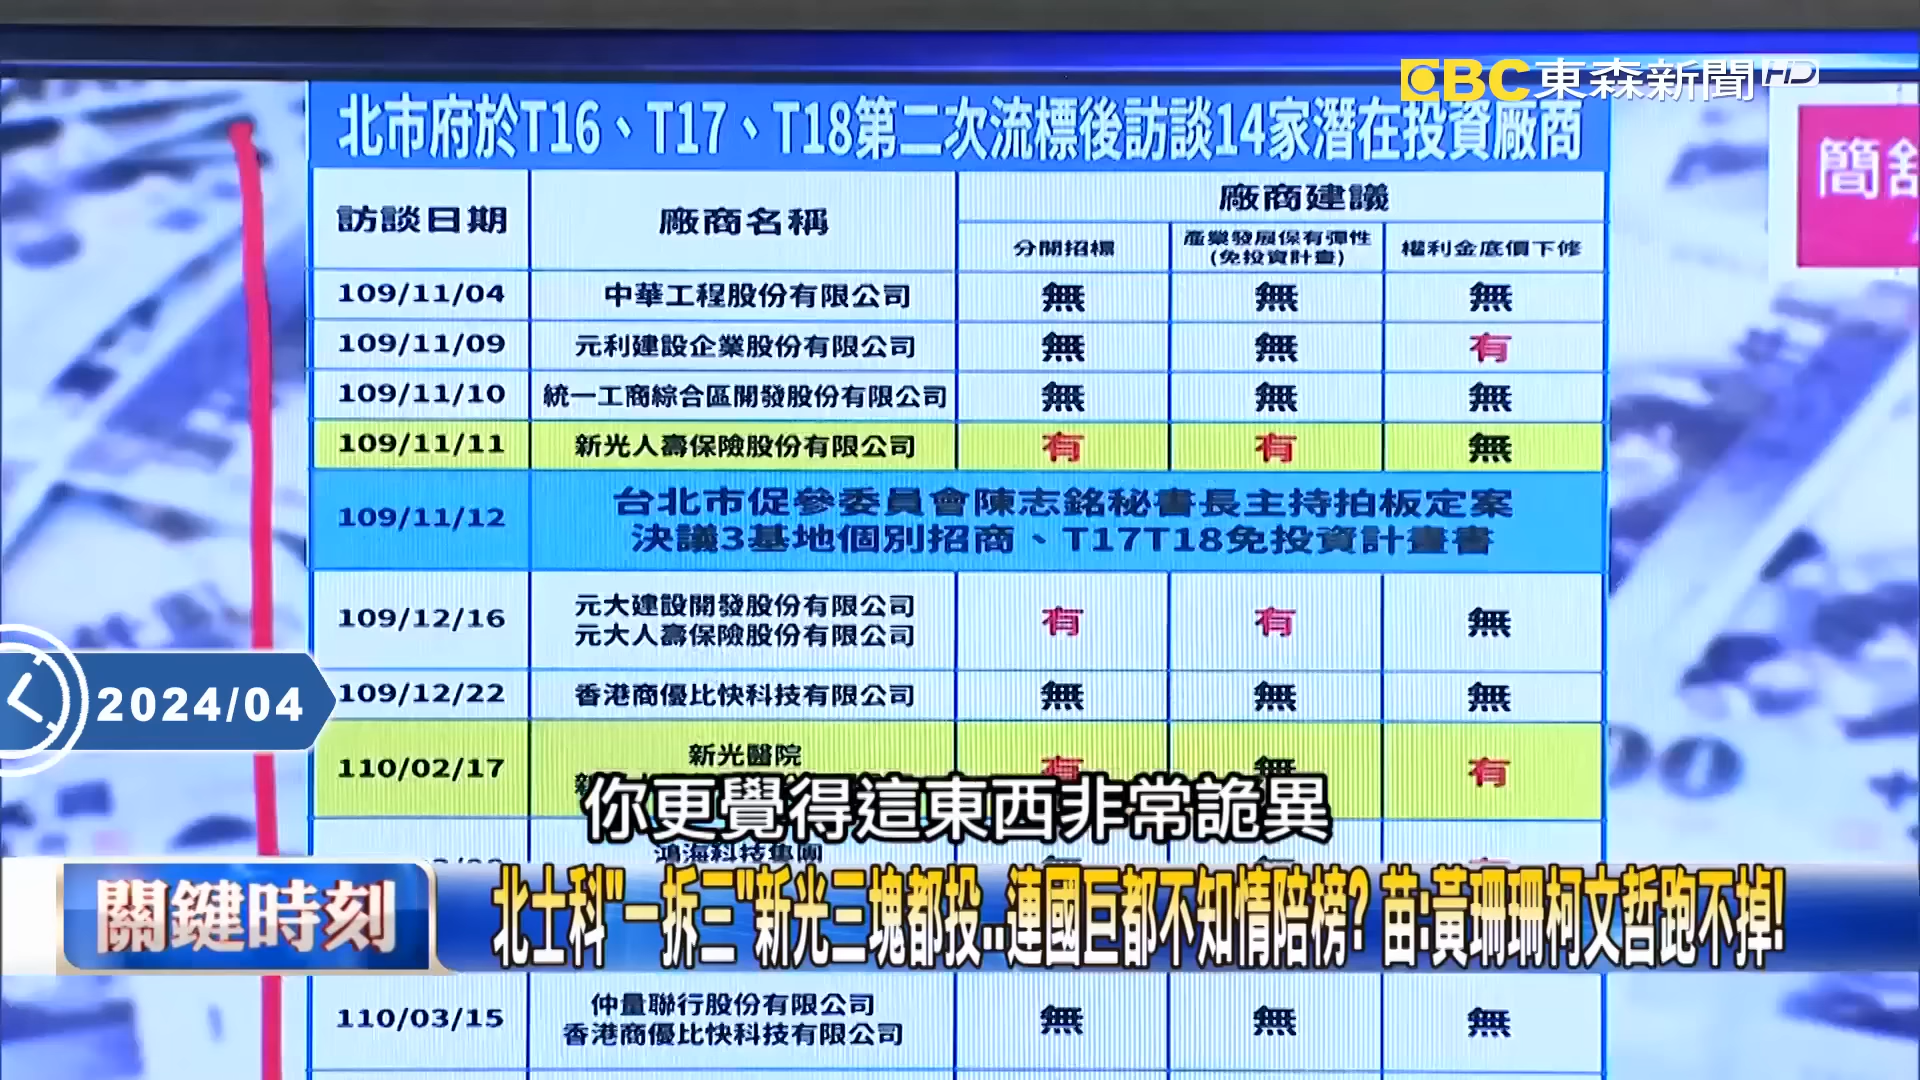 EBC東森新聞HD
北市府於T16、T17、T18第二次流標後訪談14家潛在投資廠商
簡
訪談日期 廠商名稱 廠商建議
分開招標 產業發展保有彈性 權利金底價下修
(免投資計畫)
109/11/04 中華工程股份有限公司 無 無 無
109/11/09 元利建設企業股份有限公司 無 無 有
109/11/10 統一工商綜合區開發股份有限公司 無 無 無
109/11/11 新光人壽保險股份有限公司 有 有 無
109/11/12 台北市促參委員會陳志銘秘書長主持拍板定案
決議3基地個別招商、T17T18免投資計畫書
109/12/16 元大建設開發股份有限公司 有 有 無
元大人壽保險股份有限公司
2024/04
109/12/22 香港商優比快科技有限公司 無 無 無
110/02/17 新光醫院 有 無 有
你更覺得這東西非常詭異
鴻海科技集團
關鍵時刻
北士科"一拆三"新光三塊都投..連國巨都不知情陪榜? 苗:黃珊珊柯文哲跑不掉!
110/03/15 仲量聯行股份有限公司 無 無 無
香港商優比快科技有限公司